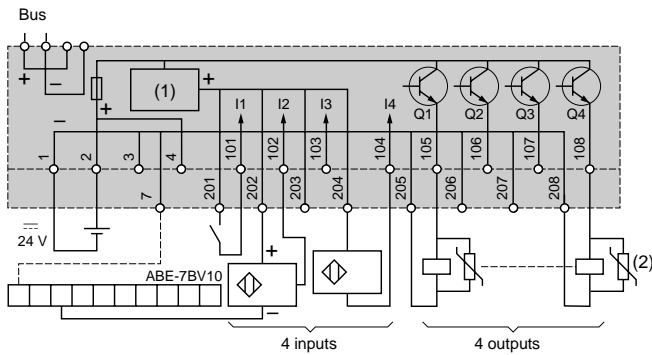 Bus
+
–
(1)
+
+
–
I1
I2
I3
I4
Q1
Q2
Q3
Q4
1
2
3
4
101
102
103
104
105
106
107
108
7
201
202
203
204
205
206
207
208
24 V
ABE-7BV10
+
–
(2)
4 inputs
4 outputs